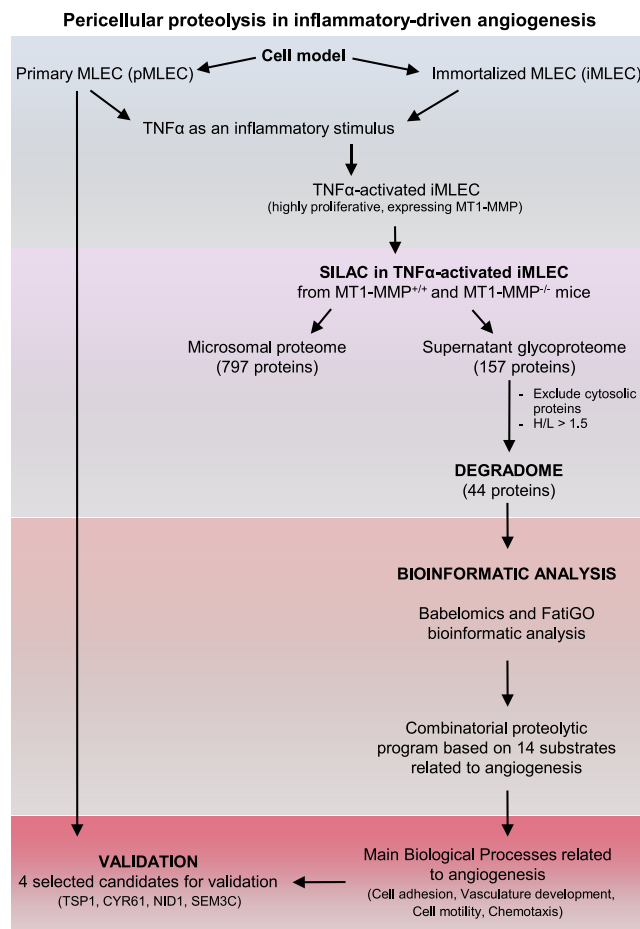 Pericellular proteolysis in inflammatory-driven angiogenesis
Cell model
Primary MLEC (pMLEC)
Immortalized MLEC (iMLEC)
TNFα as an inflammatory stimulus
TNFα-activated iMLEC
(highly proliferative, expressing MT1-MMP)
SILAC in TNFα-activated iMLEC
from MT1-MMP+/+ and MT1-MMP-/- mice
Microsomal proteome
(797 proteins)
Supernatant glycoproteome
(157 proteins)
- Exclude cytosolic
proteins
- H/L > 1.5
DEGRADOME
(44 proteins)
BIOINFORMATIC ANALYSIS
Babelomics and FatiGO
bioinformatic analysis
Combinatorial proteolytic
program based on 14 substrates
related to angiogenesis
Main Biological Processes related
to angiogenesis
(Cell adhesion, Vasculature development,
Cell motility, Chemotaxis)
VALIDATION
4 selected candidates for validation
(TSP1, CYR61, NID1, SEM3C)